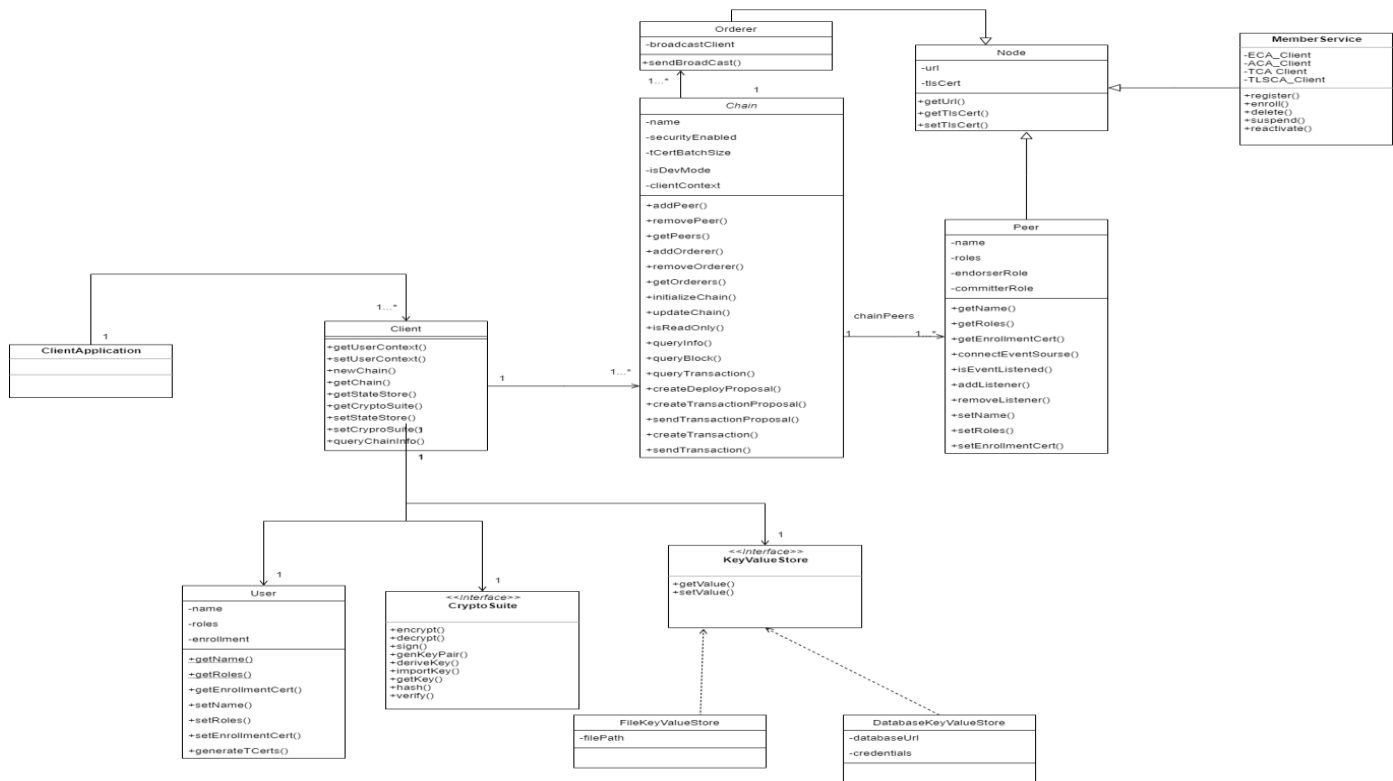 Orderer
-broadcastClient
+sendBroadCast()
1...*
1
Node
-url
-tlsCert
+getUrl()
+getTlsCert()
+setTlsCert()
MemberService
-ECA_Client
-ACA_Client
-TCA Client
-TLSCA_Client
+register()
+enroll()
+delete()
+suspend()
+reactivate()
Chain
-name
-securityEnabled
-tCertBatchSize
-isDevMode
-clientContext
+addPeer()
+removePeer()
+getPeers()
+addOrderer()
+removeOrderer()
+getOrderers()
+initializeChain()
+updateChain()
+isReadOnly()
+queryInfo()
+queryBlock()
+queryTransaction()
+createDeployProposal()
+createTransactionProposal()
+sendTransactionProposal()
+createTransaction()
+sendTransaction()
chainPeers
1
1...*
Peer
-name
-roles
-endorserRole
-committerRole
+getName()
+getRoles()
+getEnrollmentCert()
+connectEventSourse()
+isEventListened()
+addListener()
+removeListener()
+setName()
+setRoles()
+setEnrollmentCert()
1...*
1
ClientApplication
Client
+getUserContext()
+setUserContext()
+newChain()
+getChain()
+getStateStore()
+getCryptoSuite()
+setStateStore()
+setCryproSuite()
+queryChainInfo()
1
1...*
1
1
1
1
1
User
-name
-roles
-enrollment
+getName()
+getRoles()
+getEnrollmentCert()
+setName()
+setRoles()
+setEnrollmentCert()
+generateTCerts()
<<Interface>>
CryptoSuite
+encrypt()
+decrypt()
+sign()
+genKeyPair()
+deriveKey()
+importKey()
+getKey()
+hash()
+verify()
<<Interface>>
KeyValueStore
+getValue()
+setValue()
FileKeyValueStore
-filePath
DatabaseKeyValueStore
-databaseUrl
-credentials